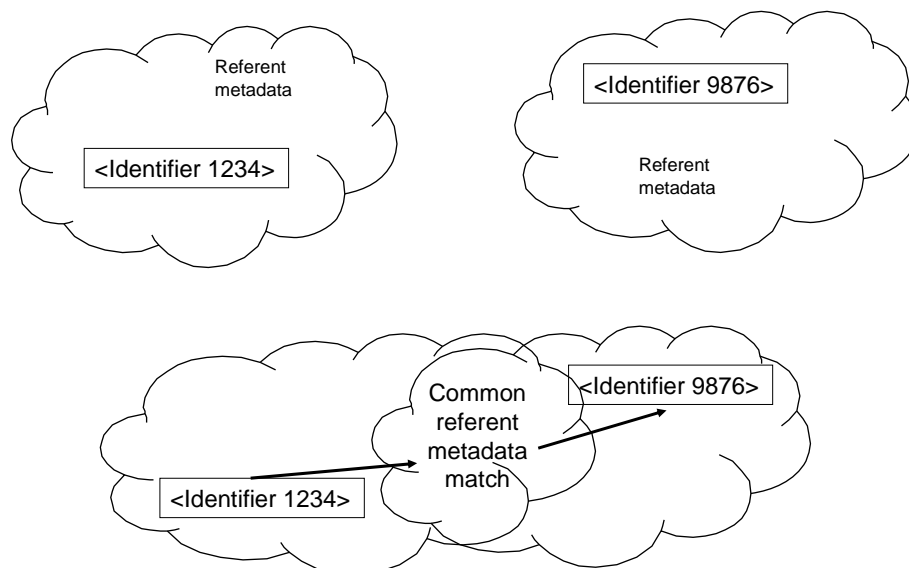 Referent
metadata
<Identifier 1234>
<Identifier 9876>
Referent
metadata
Common
referent
metadata
match
<Identifier 9876>
<Identifier 1234>